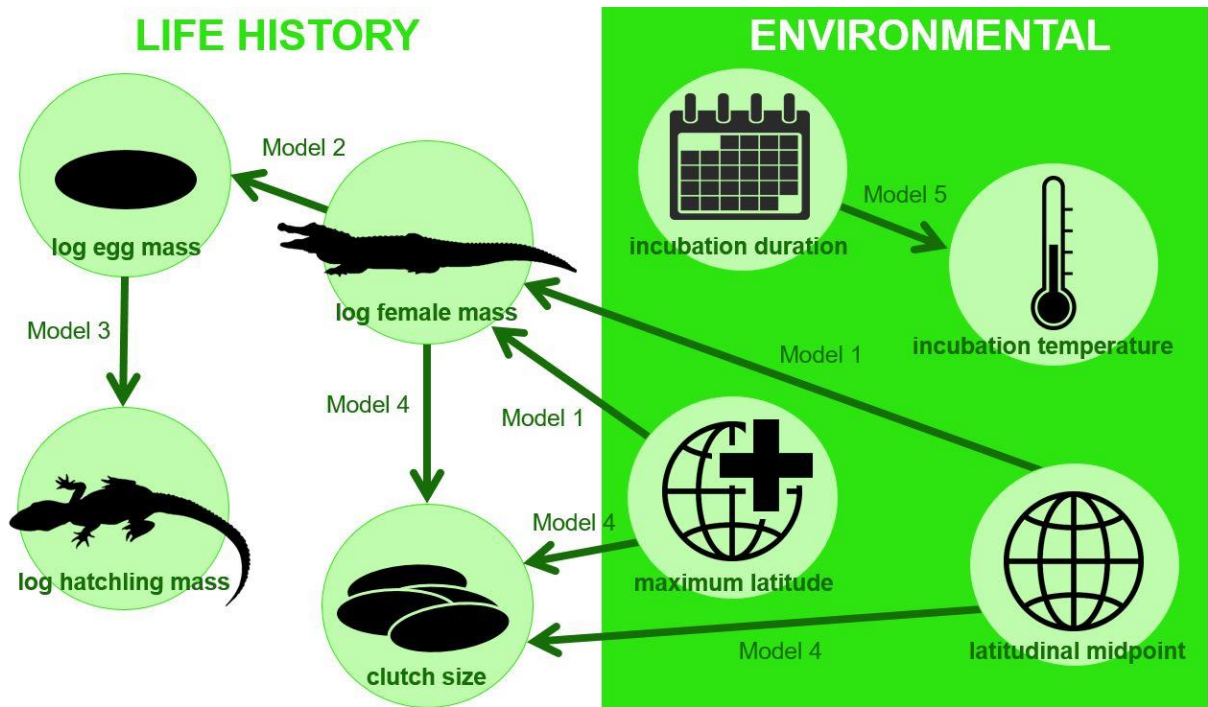 LIFE HISTORY
ENVIRONMENTAL
Model 2
log egg mass
log female mass
Model 3
Model 4
Model 1
log hatchling mass
clutch size
incubation duration
Model 5
incubation temperature
Model 1
Model 4
maximum latitude
Model 4
latitudinal midpoint